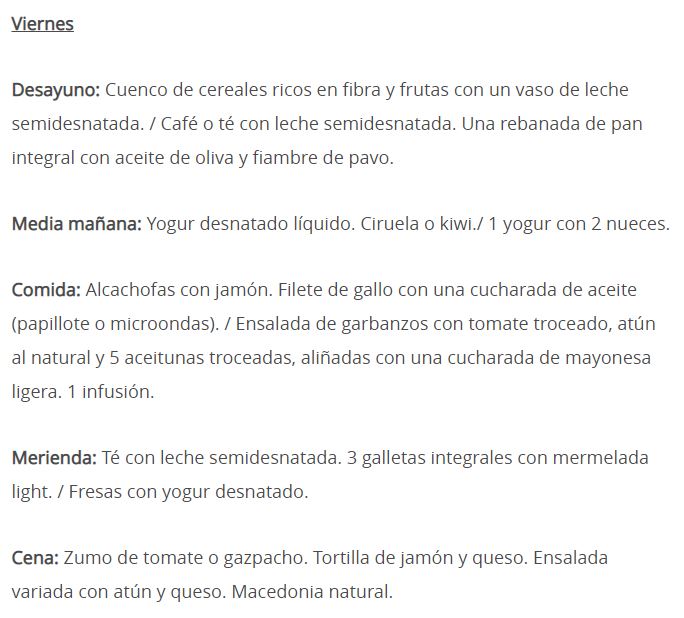 Viernes
Desayuno: Cuenco de cereales ricos en fibra y frutas con un vaso de leche
semidesnatada. / Café o té con leche semidesnatada. Una rebanada de pan
integral con aceite de oliva y fiambre de pavo.
Media mañana: Yogur desnatado líquido. Ciruela o kiwi./ 1 yogur con 2 nueces.
Comida: Alcachofas con jamón. Filete de gallo con una cucharada de aceite
(papillote o microondas). / Ensalada de garbanzos con tomate troceado, atún
al natural y 5 aceitunas troceadas, aliñadas con una cucharada de mayonesa
ligera. 1 infusión.
Merienda: Té con leche semidesnatada. 3 galletas integrales con mermelada
light. / Fresas con yogur desnatado.
Cena: Zumo de tomate o gazpacho. Tortilla de jamón y queso. Ensalada
variada con atún y queso. Macedonia natural.